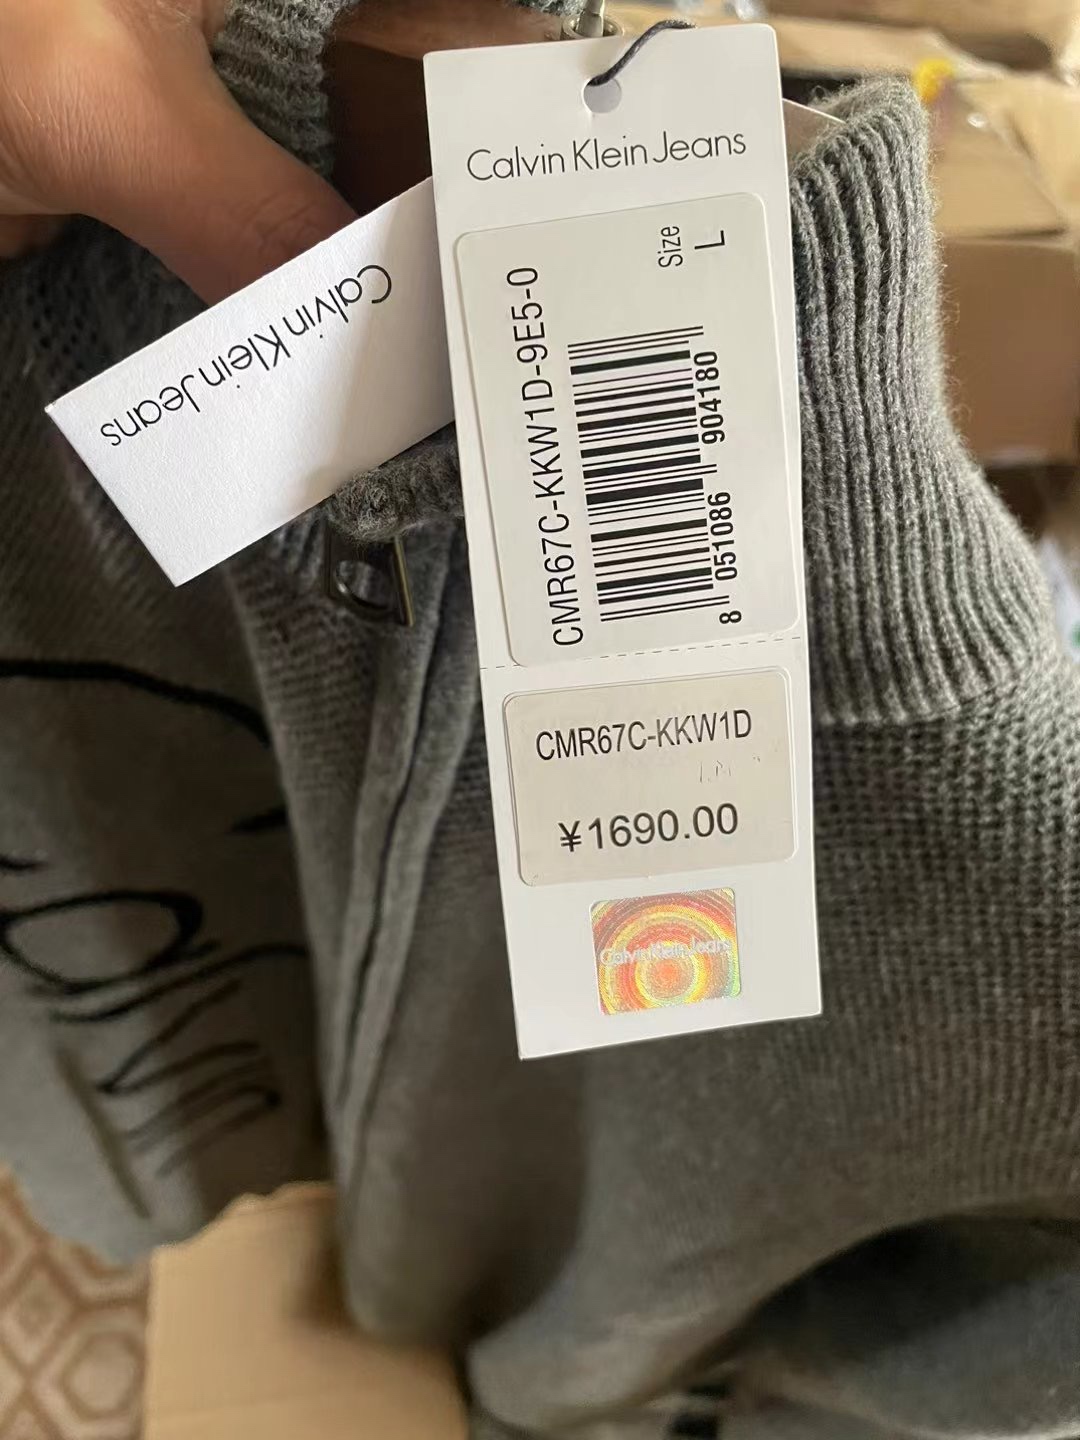 Calvin Klein Jeans
Calvin Klein Jeans
Size
L
CMR67C-KKW1D-9E5-0
8 051086 904180
CMR67C-KKW1D
¥1690.00
Calvin Klein Jeans